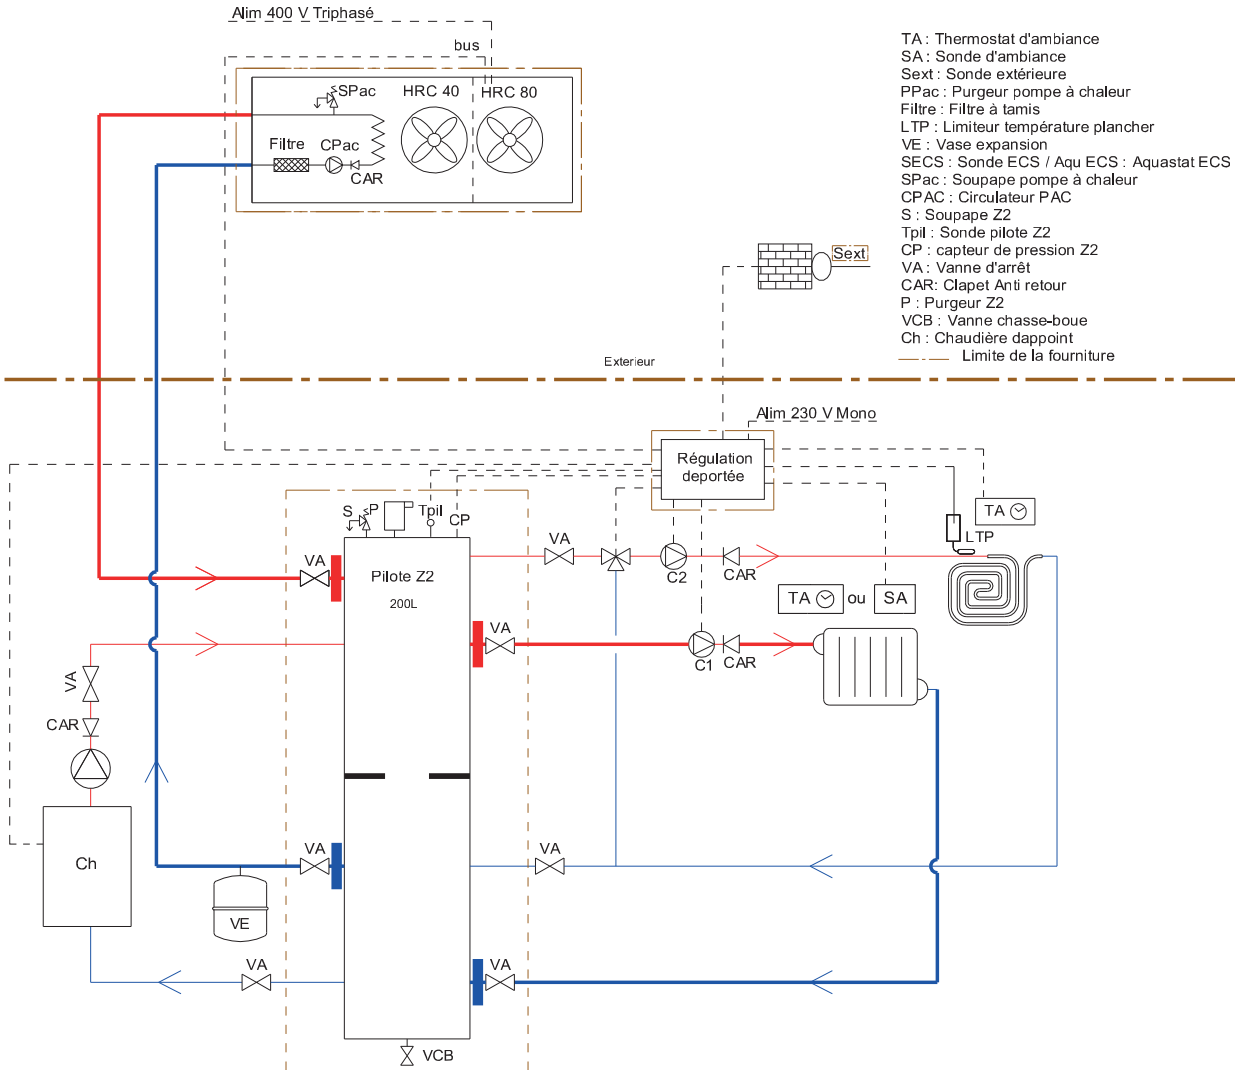 Alim 400 V Triphasé
bus
SPac
HRC 40
HRC 80
Filtre
CPac
CAR
TA : Thermostat d'ambiance
SA : Sonde d'ambiance
Sext : Sonde extérieure
PPac : Purgeur pompe à chaleur
Filtre : Filtre à tamis
LTP : Limiteur température plancher
VE : Vase expansion
SECS : Sonde ECS / Aqu ECS : Aquastat ECS
SPac : Soupape pompe à chaleur
CPAC : Circulateur PAC
S : Soupape Z2
Tpil : Sonde pilote Z2
CP : capteur de pression Z2
VA : Vanne d'arrêt
CAR: Clapet Anti retour
P : Purgeur Z2
VCB : Vanne chasse-boue
Ch : Chaudière dappoint
Limite de la fourniture
Sext
Exterieur
Alim 230 V Mono
Régulation
deportée
TA
LTP
S
P
Tpil
CP
VA
VA
C2
CAR
Pilote Z2
200L
TA
ou
SA
VA
C1
CAR
VA
CAR
Ch
VA
VA
VE
VA
VA
VCB